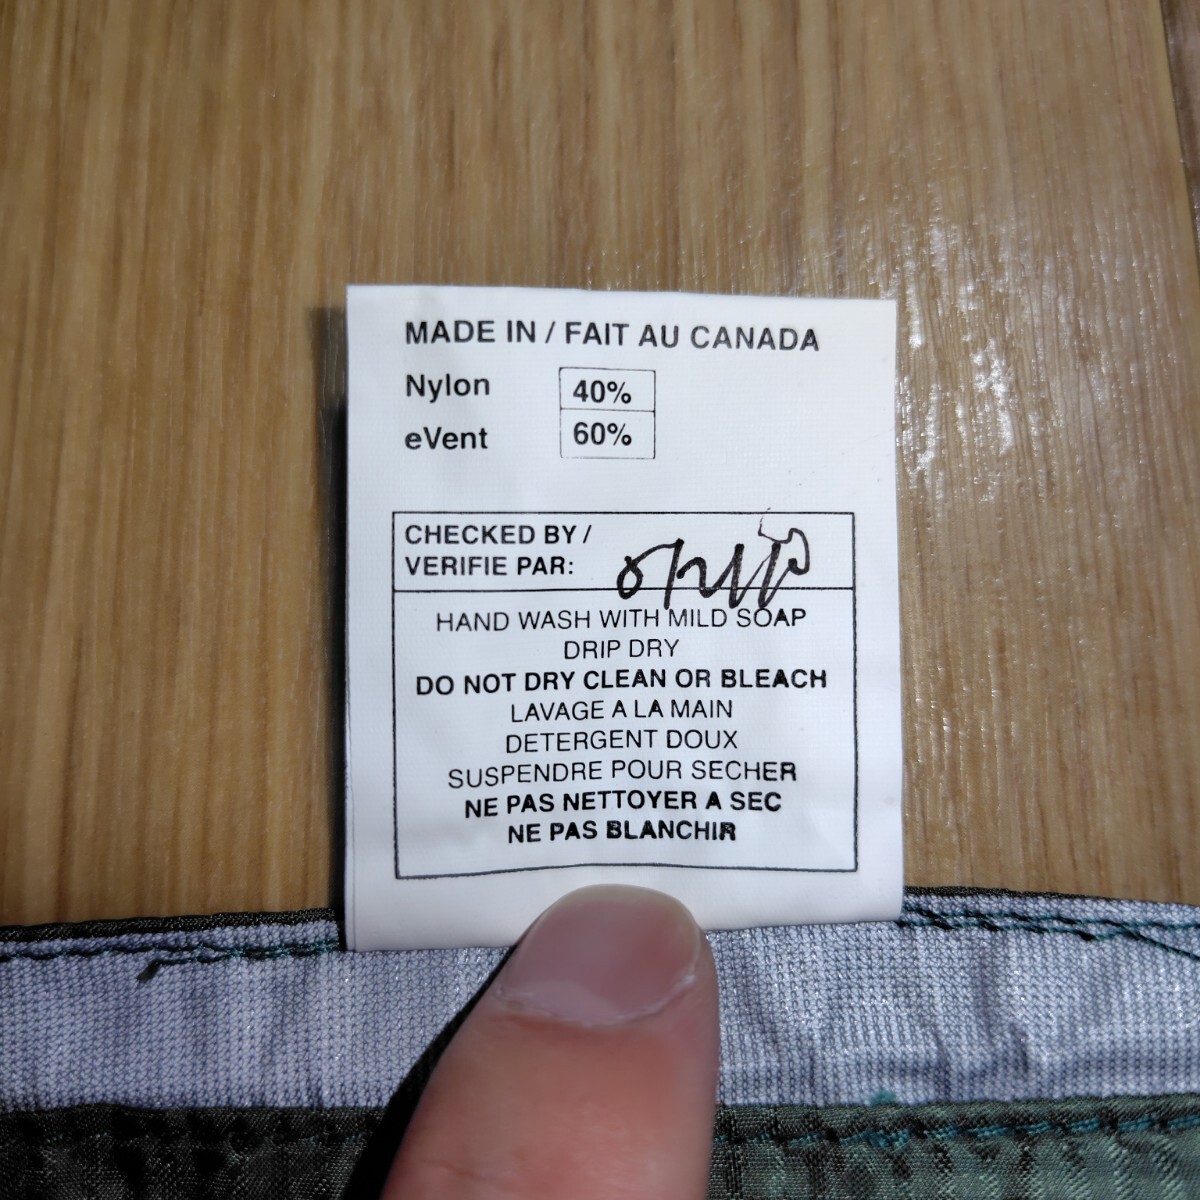 MADE IN / FAIT AU CANADA
Nylon 40%
eVent 60%
CHECKED BY /
VERIFIE PAR:
HAND WASH WITH MILD SOAP
DRIP DRY
DO NOT DRY CLEAN OR BLEACH
LAVAGE A LA MAIN
DETERGENT DOUX
SUSPENDRE POUR SECHER
NE PAS NETTOYER A SEC
NE PAS BLANCHIR